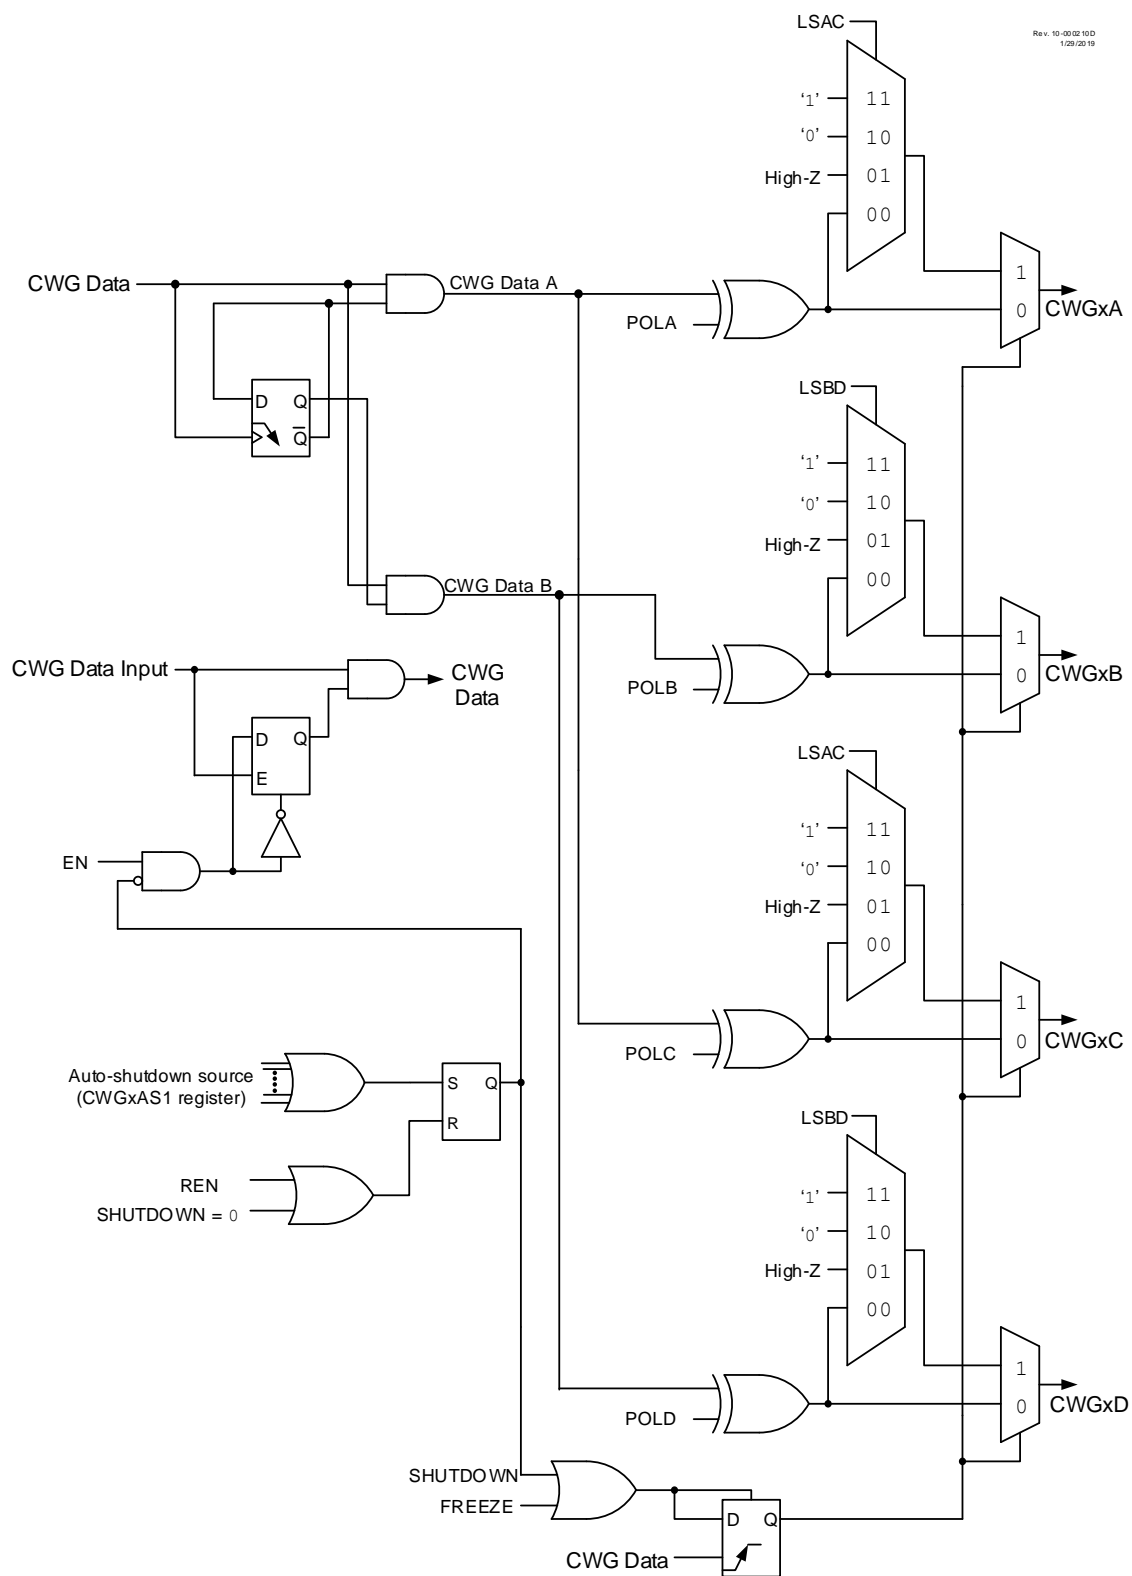 LSAC
Rev. 10-000210D
1/29/2019
‘1’ 11
‘0’ 10
High-Z 01
00
CWG Data
CWG Data A
POLA
1
0
CWGxA
D Q
Q
LSBD
‘1’ 11
‘0’ 10
High-Z 01
00
CWG Data B
1
0
CWGxB
CWG Data Input
CWG
Data
POLB
D Q
E
EN
LSAC
‘1’ 11
‘0’ 10
High-Z 01
00
1
0
CWGxC
POLC
Auto-shutdown source
(CWGxAS1 register)
S Q
R
REN
SHUTDOWN = 0
LSBD
‘1’ 11
‘0’ 10
High-Z 01
00
1
0
CWGxD
POLD
SHUTDOWN
FREEZE
D Q
CWG Data